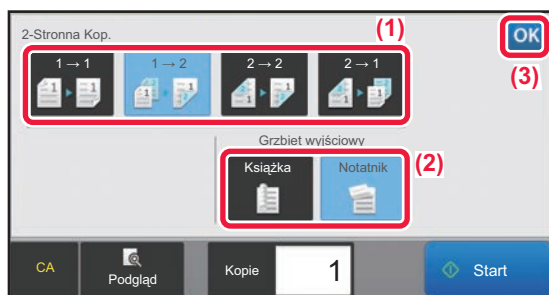 (1)
2-Stronna Kop.
OK
1 → 1 1 → 2 2 → 2 2 → 1
(3)
Grzbiet wyjściowy
Książka Notatnik (2)
CA Podgląd Kopie 1 Start